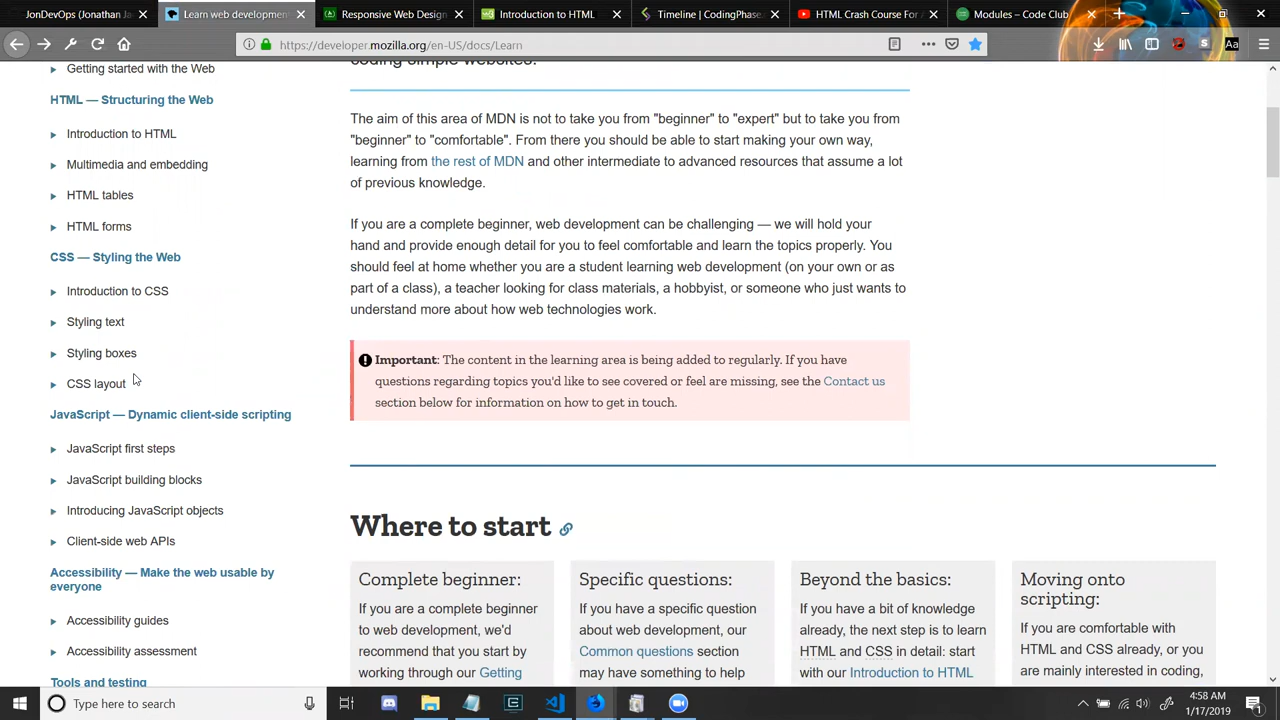 JonDevOps (Jonathan Ja
Learn web developmen
Responsive Web Design
Introduction to HTML
Timeline | CodingPhase
HTML Crash Course For A
Modules – Code Club
https://developer.mozilla.org/en-US/docs/Learn
Aa
coding simple websites.
Getting started with the Web
HTML — Structuring the Web
Introduction to HTML
Multimedia and embedding
HTML tables
HTML forms
CSS — Styling the Web
Introduction to CSS
Styling text
Styling boxes
CSS layout
JavaScript — Dynamic client-side scripting
JavaScript first steps
JavaScript building blocks
Introducing JavaScript objects
Client-side web APIs
Accessibility — Make the web usable by
everyone
Accessibility guides
Accessibility assessment
Tools and testing
The aim of this area of MDN is not to take you from "beginner" to "expert" but to take you from
"beginner" to "comfortable". From there you should be able to start making your own way,
learning from the rest of MDN and other intermediate to advanced resources that assume a lot
of previous knowledge.
If you are a complete beginner, web development can be challenging — we will hold your
hand and provide enough detail for you to feel comfortable and learn the topics properly. You
should feel at home whether you are a student learning web development (on your own or as
part of a class), a teacher looking for class materials, a hobbyist, or someone who just wants to
understand more about how web technologies work.
Important: The content in the learning area is being added to regularly. If you have
questions regarding topics you'd like to see covered or feel are missing, see the Contact us
section below for information on how to get in touch.
Where to start
Complete beginner:
If you are a complete beginner
to web development, we'd
recommend that you start by
working through our Getting
Specific questions:
If you have a specific question
about web development, our
Common questions section
may have something to help
Beyond the basics:
If you have a bit of knowledge
already, the next step is to learn
HTML and CSS in detail: start
with our Introduction to HTML
Moving onto
scripting:
If you are comfortable with
HTML and CSS already, or you
are mainly interested in coding,
Type here to search
4:58 AM
1/17/2019